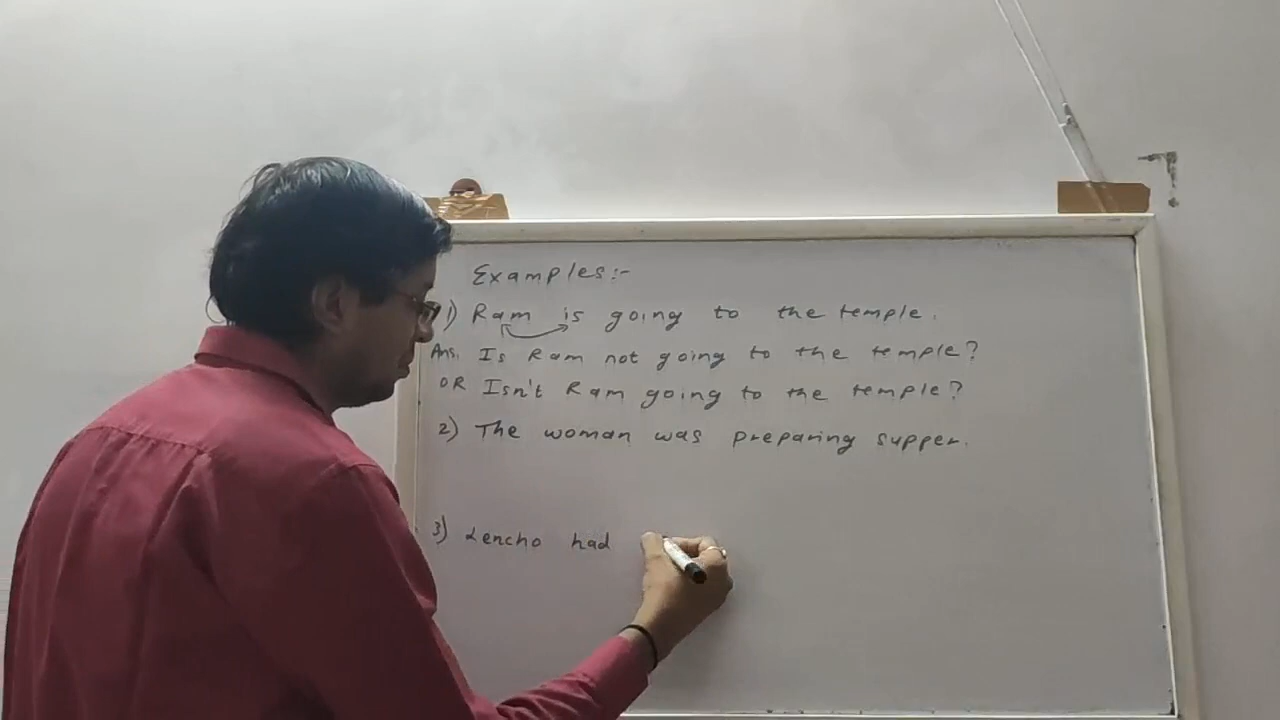 Examples:-
1) Ram is going to the temple.
Ans. Is Ram not going to the temple?
OR Isn't Ram going to the temple?
2) The woman was preparing supper.
3) Lencho had